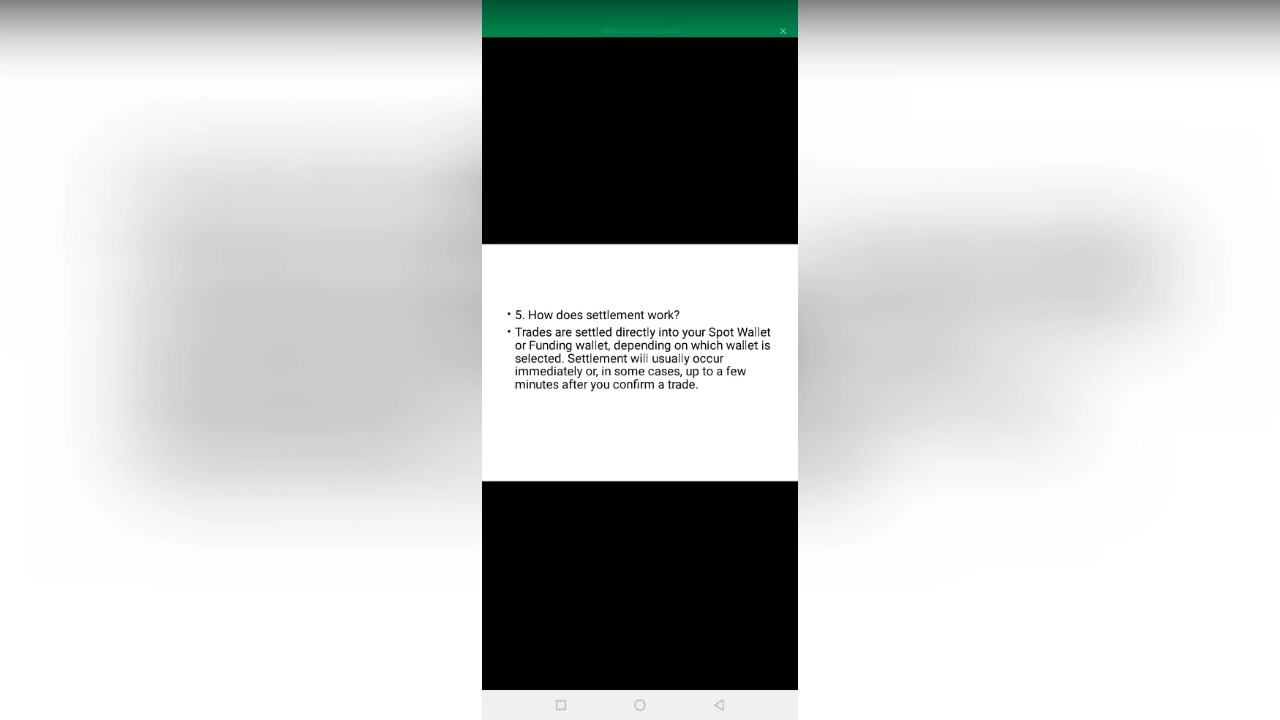 • 5. How does settlement work?
• Trades are settled directly into your Spot Wallet
or Funding wallet, depending on which wallet is
selected. Settlement will usually occur
immediately or, in some cases, up to a few
minutes after you confirm a trade.